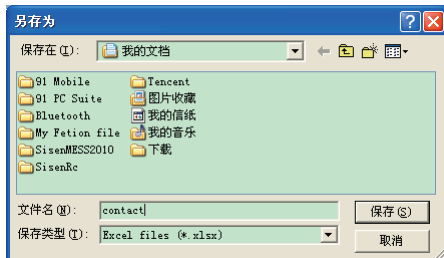 另存为
保存在(I): 我的文档
91 Mobile
91 PC Suite
Bluetooth
My Fetion file
SisenMESS2010
SisenRc
Tencent
图片收藏
我的信纸
我的音乐
下载
文件名(N): contact
保存(S)
保存类型(T): Excel files (*.xlsx)
取消